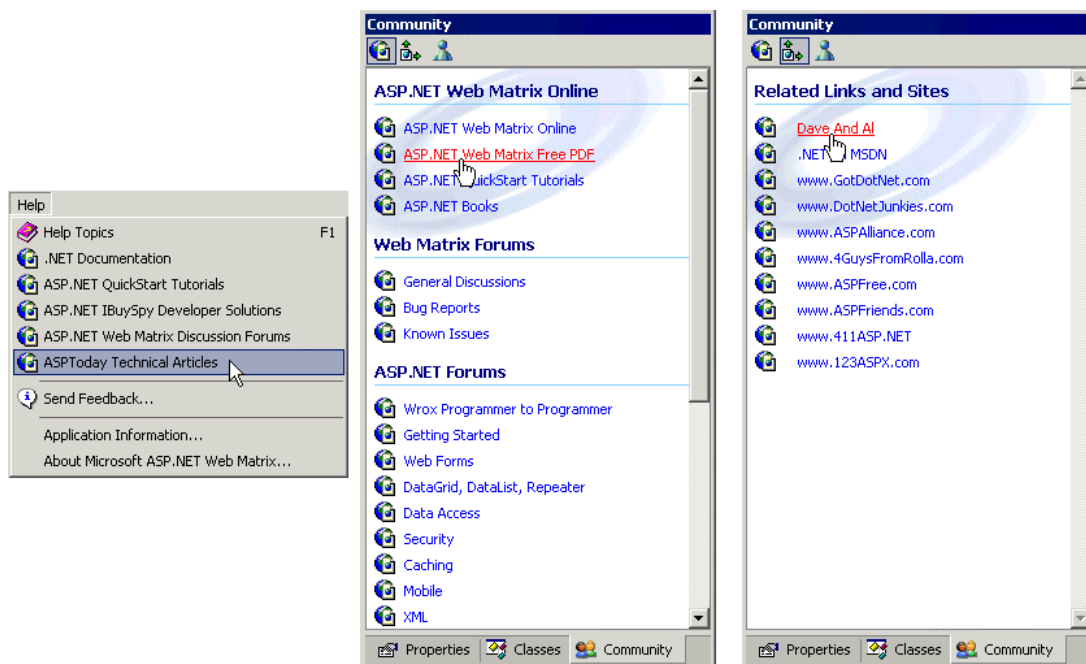 Help
Help Topics F1
.NET Documentation
ASP.NET QuickStart Tutorials
ASP.NET IBuySpy Developer Solutions
ASP.NET Web Matrix Discussion Forums
ASPToday Technical Articles
Send Feedback...
Application Information...
About Microsoft ASP.NET Web Matrix...
Community
ASP.NET Web Matrix Online
ASP.NET Web Matrix Online
ASP.NET Web Matrix Free PDF
ASP.NET QuickStart Tutorials
ASP.NET Books
Web Matrix Forums
General Discussions
Bug Reports
Known Issues
ASP.NET Forums
Wrox Programmer to Programmer
Getting Started
Web Forms
DataGrid, DataList, Repeater
Data Access
Security
Caching
Mobile
XML
Properties Classes Community
Community
Related Links and Sites
Dave And Al
.NET MSDN
www.GotDotNet.com
www.DotNetJunkies.com
www.ASPAlliance.com
www.4GuysFromRolla.com
www.ASPFree.com
www.ASPFriends.com
www.411ASP.NET
www.123ASPX.com
Properties Classes Community